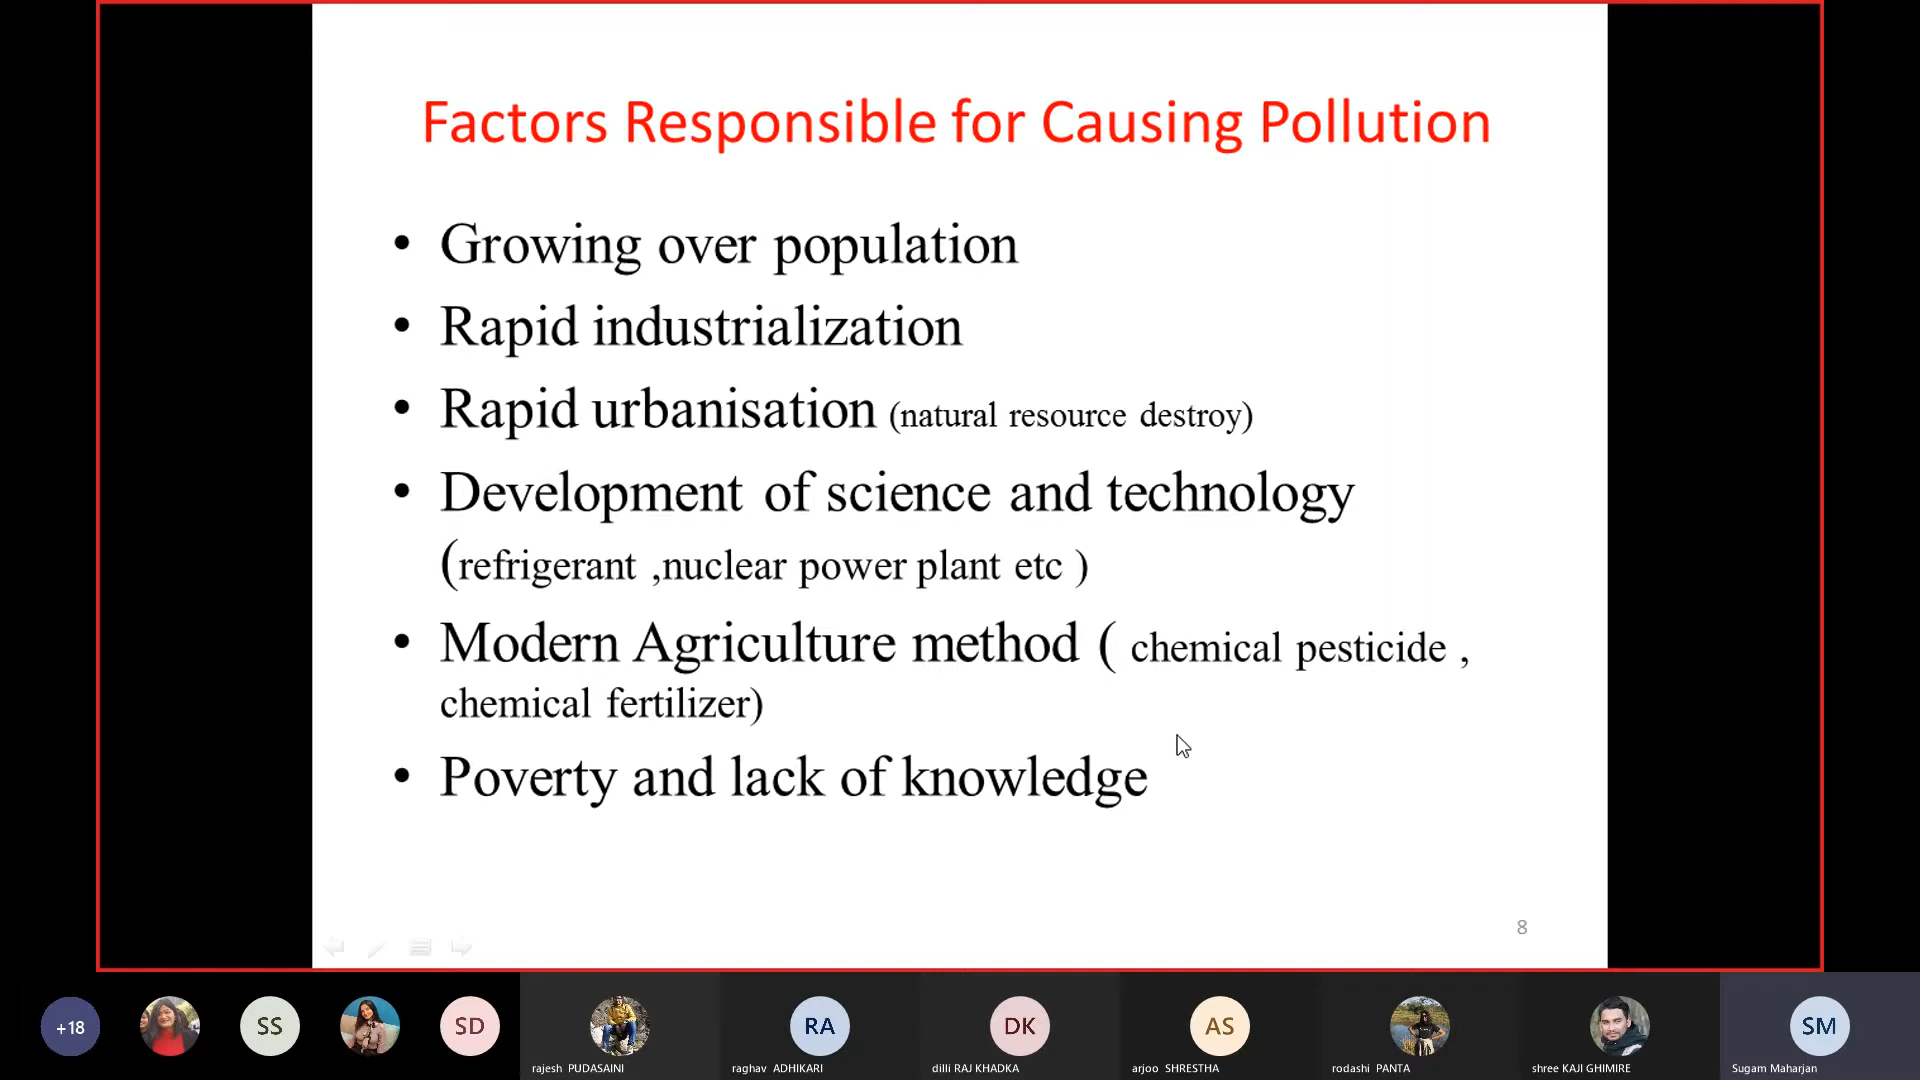 Factors Responsible for Causing Pollution
• Growing over population
• Rapid industrialization
• Rapid urbanisation (natural resource destroy)
• Development of science and technology
(refrigerant ,nuclear power plant etc )
• Modern Agriculture method ( chemical pesticide ,
chemical fertilizer)
• Poverty and lack of knowledge
8
+18
SS
SD
RA
DK
AS
SM
rajesh PUDASAINI
raghav ADHIKARI
dilli RAJ KHADKA
arjoo SHRESTHA
rodashi PANTA
shree KAJI GHIMIRE
Sugam Maharjan